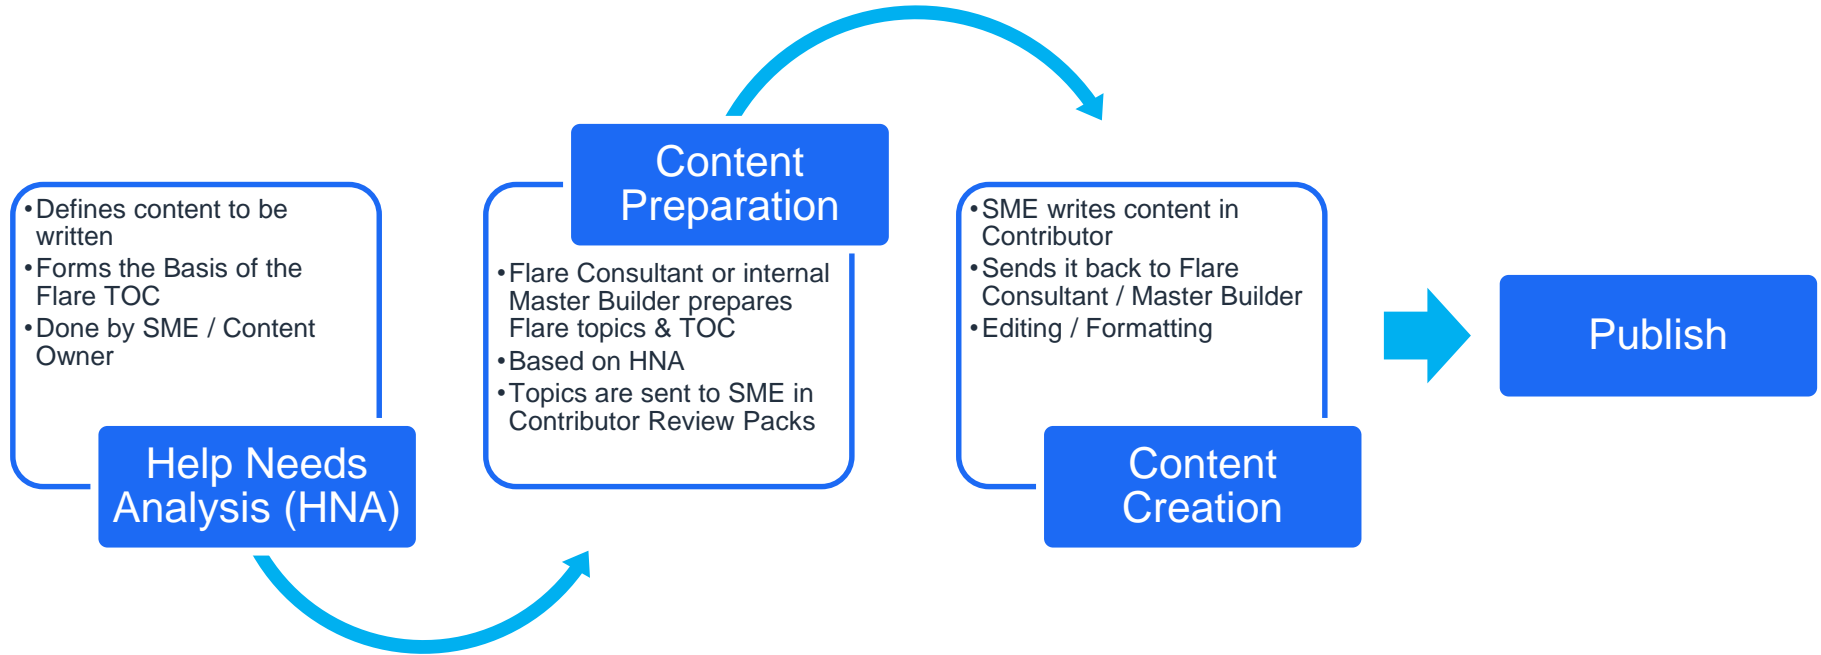 •Defines content to be
written
•Forms the Basis of the
Flare TOC
•Done by SME / Content
Owner
Help Needs
Analysis (HNA)
Content
Preparation
•Flare Consultant or internal
Master Builder prepares
Flare topics & TOC
•Based on HNA
•Topics are sent to SME in
Contributor Review Packs
•SME writes content in
Contributor
•Sends it back to Flare
Consultant / Master Builder
•Editing / Formatting
Content
Creation
Publish